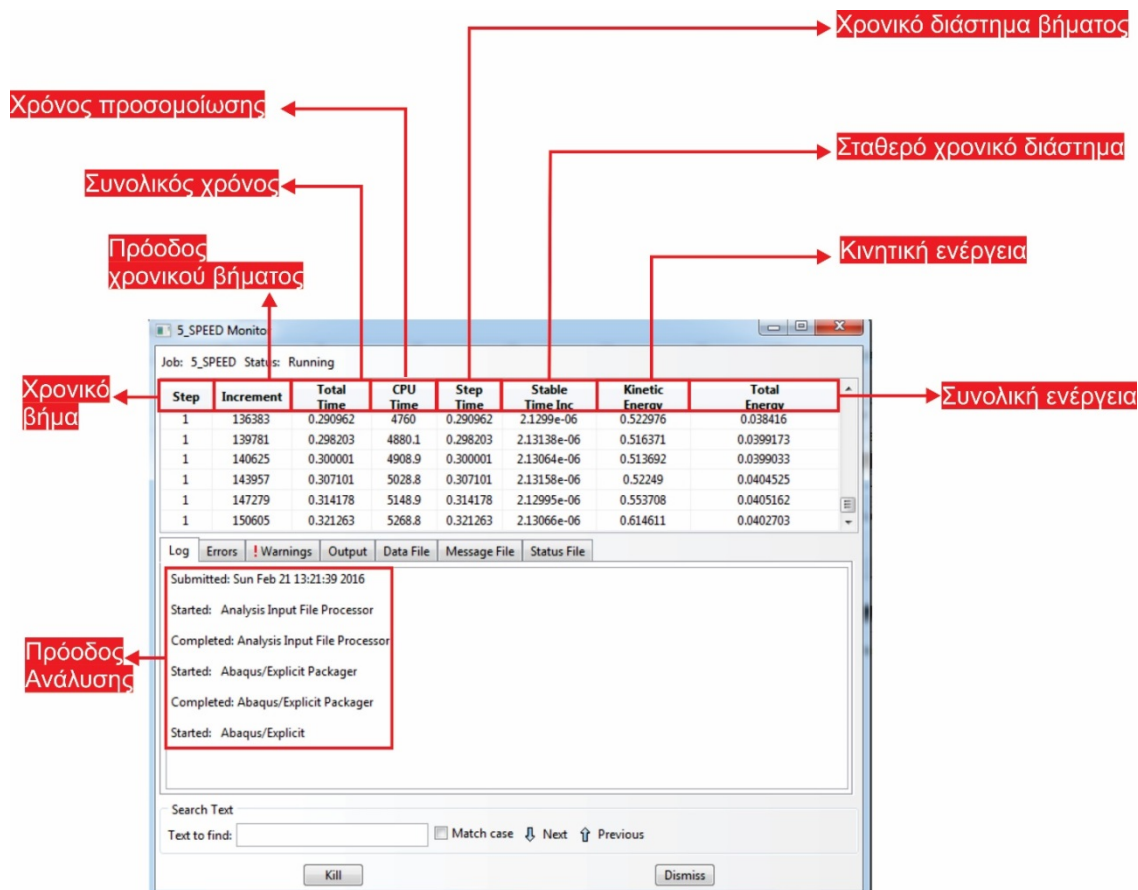 Χρονικό διάστημα βήματος
Χρόνος προσομοίωσης
Σταθερό χρονικό διάστημα
Συνολικός χρόνος
Πρόοδος
χρονικού βήματος
Κινητική ενέργεια
5_SPEED Monitor
Job: 5_SPEED Status: Running
Χρονικό
βήμα
Συνολική ενέργεια
Step Increment Total Time CPU Time Step Time Stable Time Inc Kinetic Energy Total Energy
1 136383 0.290962 4760 0.290962 2.1299e-06 0.522976 0.038416
1 139781 0.298203 4880.1 0.298203 2.13138e-06 0.516371 0.0399173
1 140625 0.300001 4908.9 0.300001 2.13064e-06 0.513692 0.0399033
1 143957 0.307101 5028.8 0.307101 2.13158e-06 0.52249 0.0404525
1 147279 0.314178 5148.9 0.314178 2.12995e-06 0.553708 0.0405162
1 150605 0.321263 5268.8 0.321263 2.13066e-06 0.614611 0.0402703
Log Errors ! Warnings Output Data File Message File Status File
Submitted: Sun Feb 21 13:21:39 2016
Started: Analysis Input File Processor
Completed: Analysis Input File Processor
Πρόοδος
Ανάλυσης
Started: Abaqus/Explicit Packager
Completed: Abaqus/Explicit Packager
Started: Abaqus/Explicit
Search Text
Text to find: Match case Next Previous
Kill Dismiss